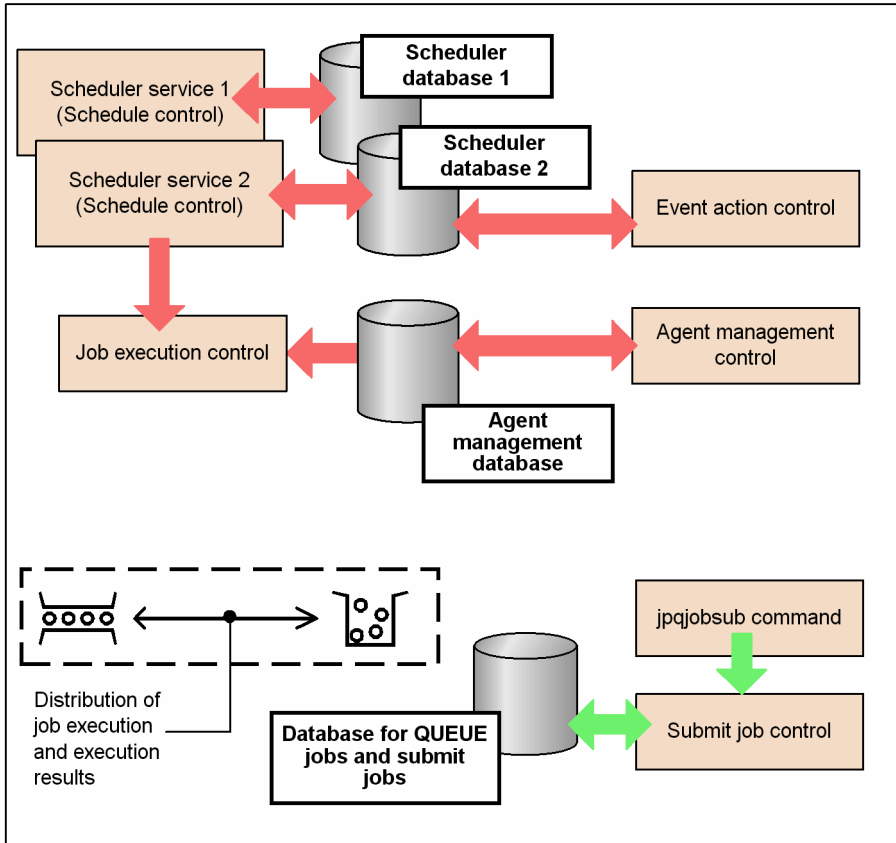 Scheduler service 1
(Schedule control)
Scheduler
database 1
Scheduler service 2
(Schedule control)
Scheduler
database 2
Event action control
Job execution control
Agent management
control
Agent
management
database
jpqjobsub command
Distribution of
job execution
and execution
results
Database for QUEUE
jobs and submit
jobs
Submit job control